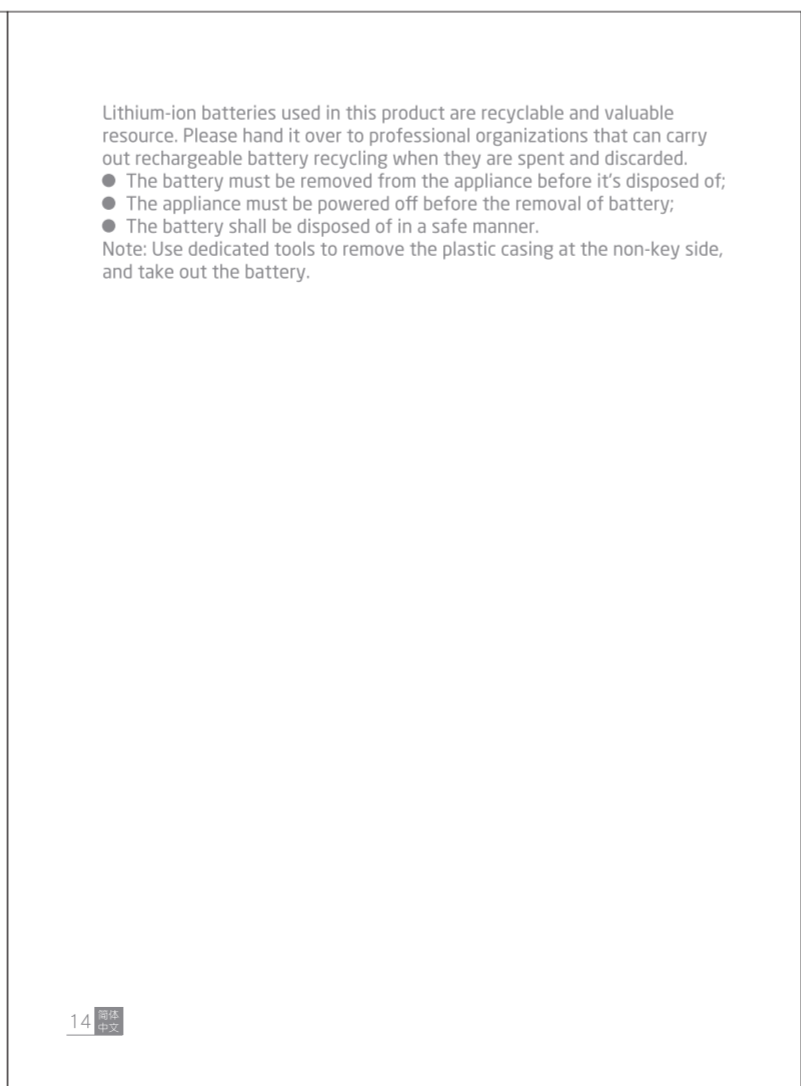 Lithium-ion batteries used in this product are recyclable and valuable
resource. Please hand it over to professional organizations that can carry
out rechargeable battery recycling when they are spent and discarded.
● The battery must be removed from the appliance before it's disposed of;
● The appliance must be powered off before the removal of battery;
● The battery shall be disposed of in a safe manner.
Note: Use dedicated tools to remove the plastic casing at the non-key side,
and take out the battery.
14 简体
中文